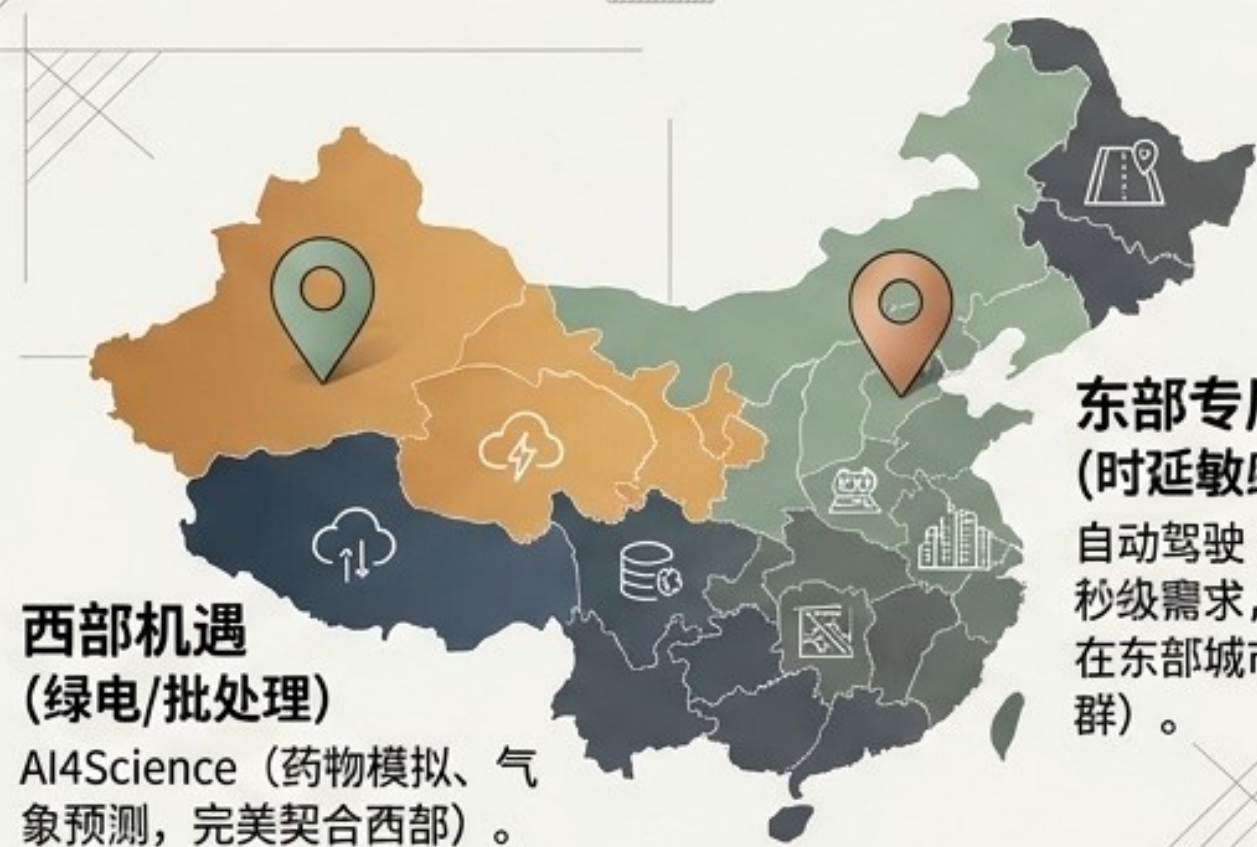 西部机遇
(绿电/批处理)
AI4Science（药物模拟、气
象预测，完美契合西部）。
东部专
(时延敏
自动驾驶
秒级需求
在东部城
群）。